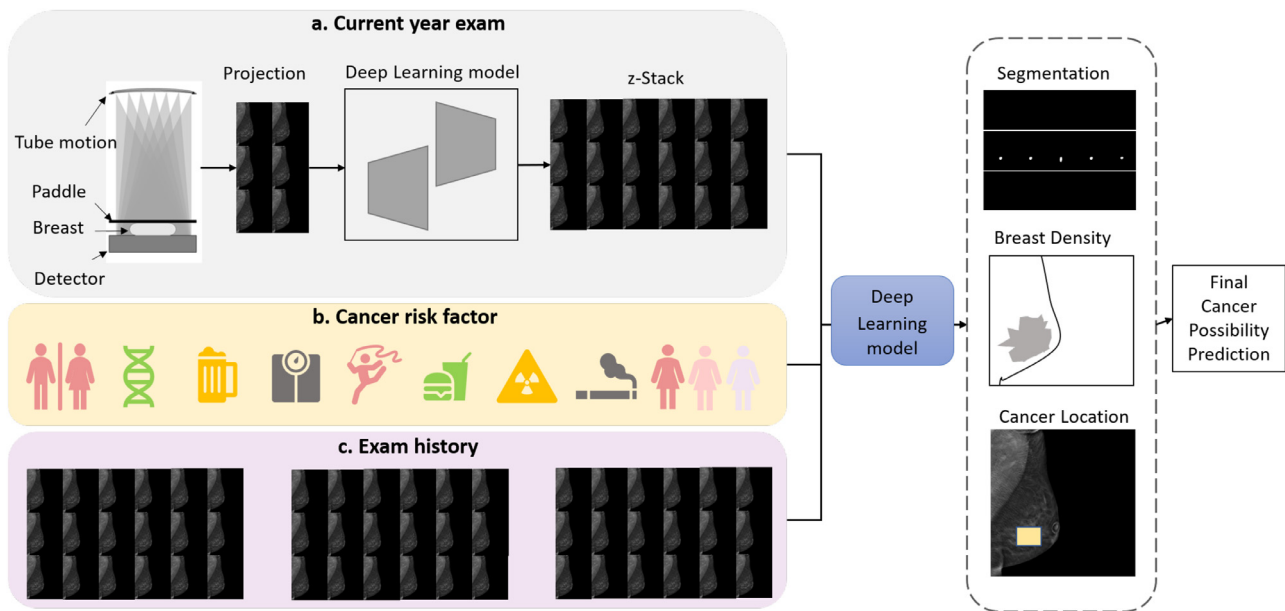 a. Current year exam
Projection
Deep Learning model
z-Stack
Tube motion
Paddle
Breast
Detector
b. Cancer risk factor
c. Exam history
Deep
Learning
model
Segmentation
Breast Density
Cancer Location
Final
Cancer
Possibility
Prediction